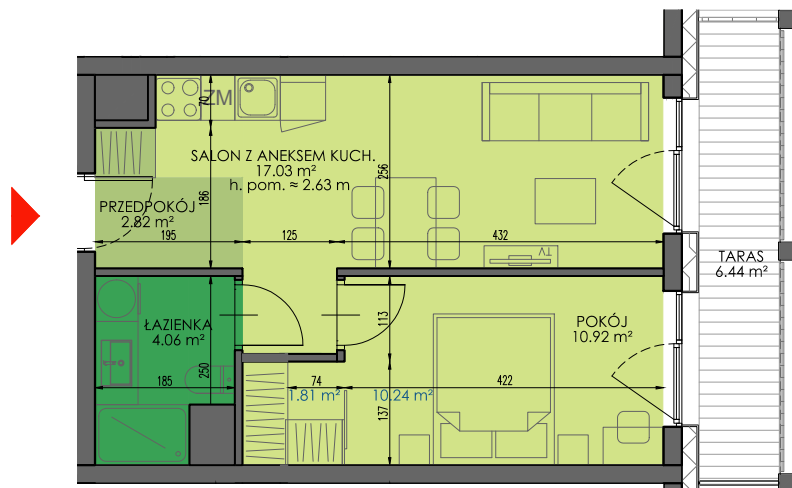 70
ZM
SALON Z ANEKSEM KUCH.
17.03 m²
h. pom. ≈ 2.63 m
256
186
PRZEDPOKÓJ
2.82 m²
195
125
432
TV
TARAS
6.44 m²
ŁAZIENKA
4.06 m²
113
POKÓJ
10.92 m²
250
185
74
422
1.81 m²
10.24 m²
137